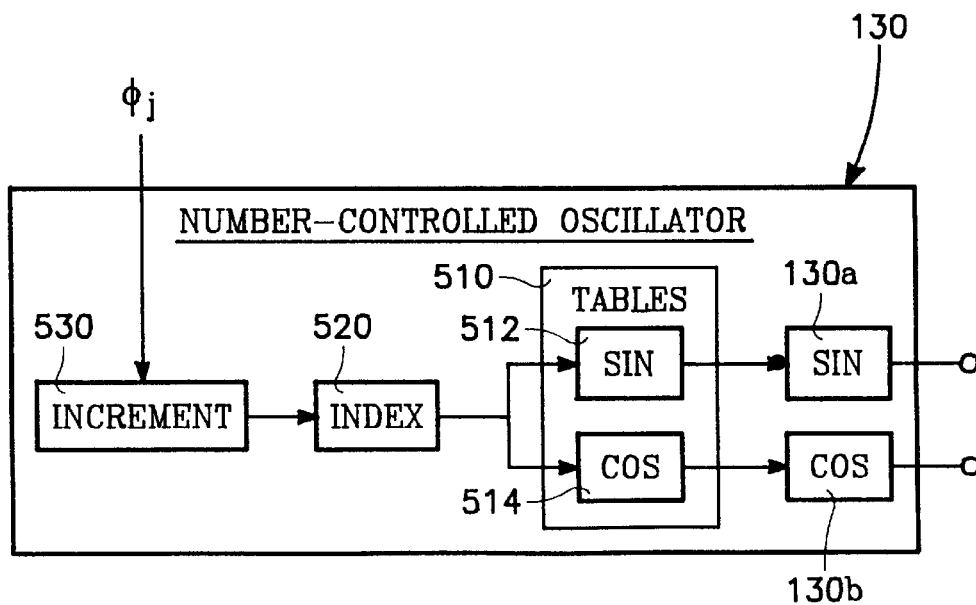 130
ϕj
NUMBER-CONTROLLED OSCILLATOR
510
130a
TABLES
530
520
512
SIN
SIN
INCREMENT
INDEX
COS
COS
514
130b